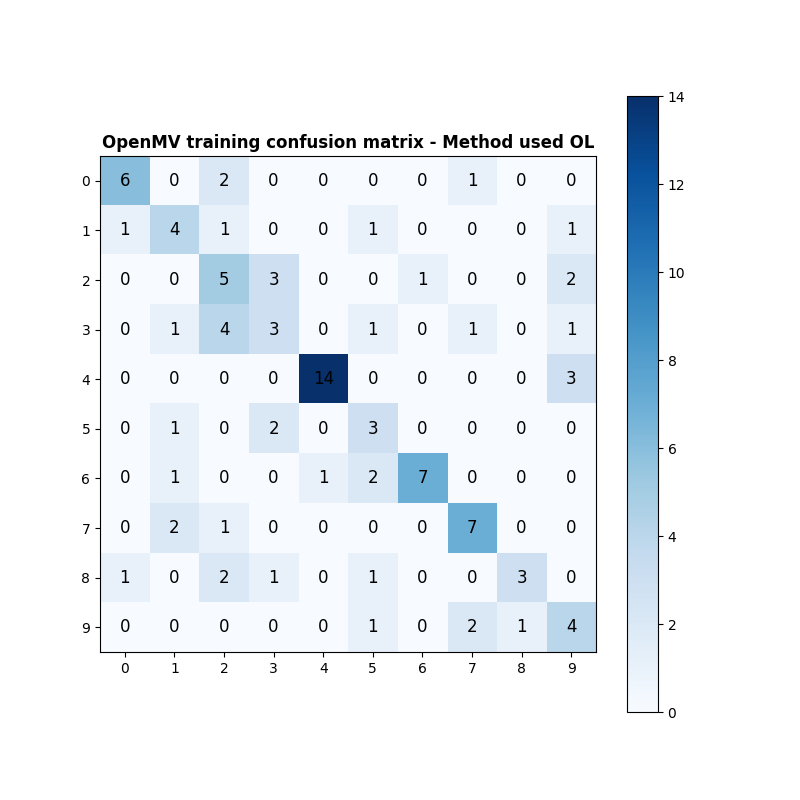 OpenMV training confusion matrix - Method used OL
14
12
10
8
6
4
2
0
0 6 0 2 0 0 0 0 1 0 0
1 1 4 1 0 0 1 0 0 0 1
2 0 0 5 3 0 0 1 0 0 2
3 0 1 4 3 0 1 0 1 0 1
4 0 0 0 0 14 0 0 0 0 3
5 0 1 0 2 0 3 0 0 0 0
6 0 1 0 0 1 2 7 0 0 0
7 0 2 1 0 0 0 0 7 0 0
8 1 0 2 1 0 1 0 0 3 0
9 0 0 0 0 0 1 0 2 1 4
0 1 2 3 4 5 6 7 8 9